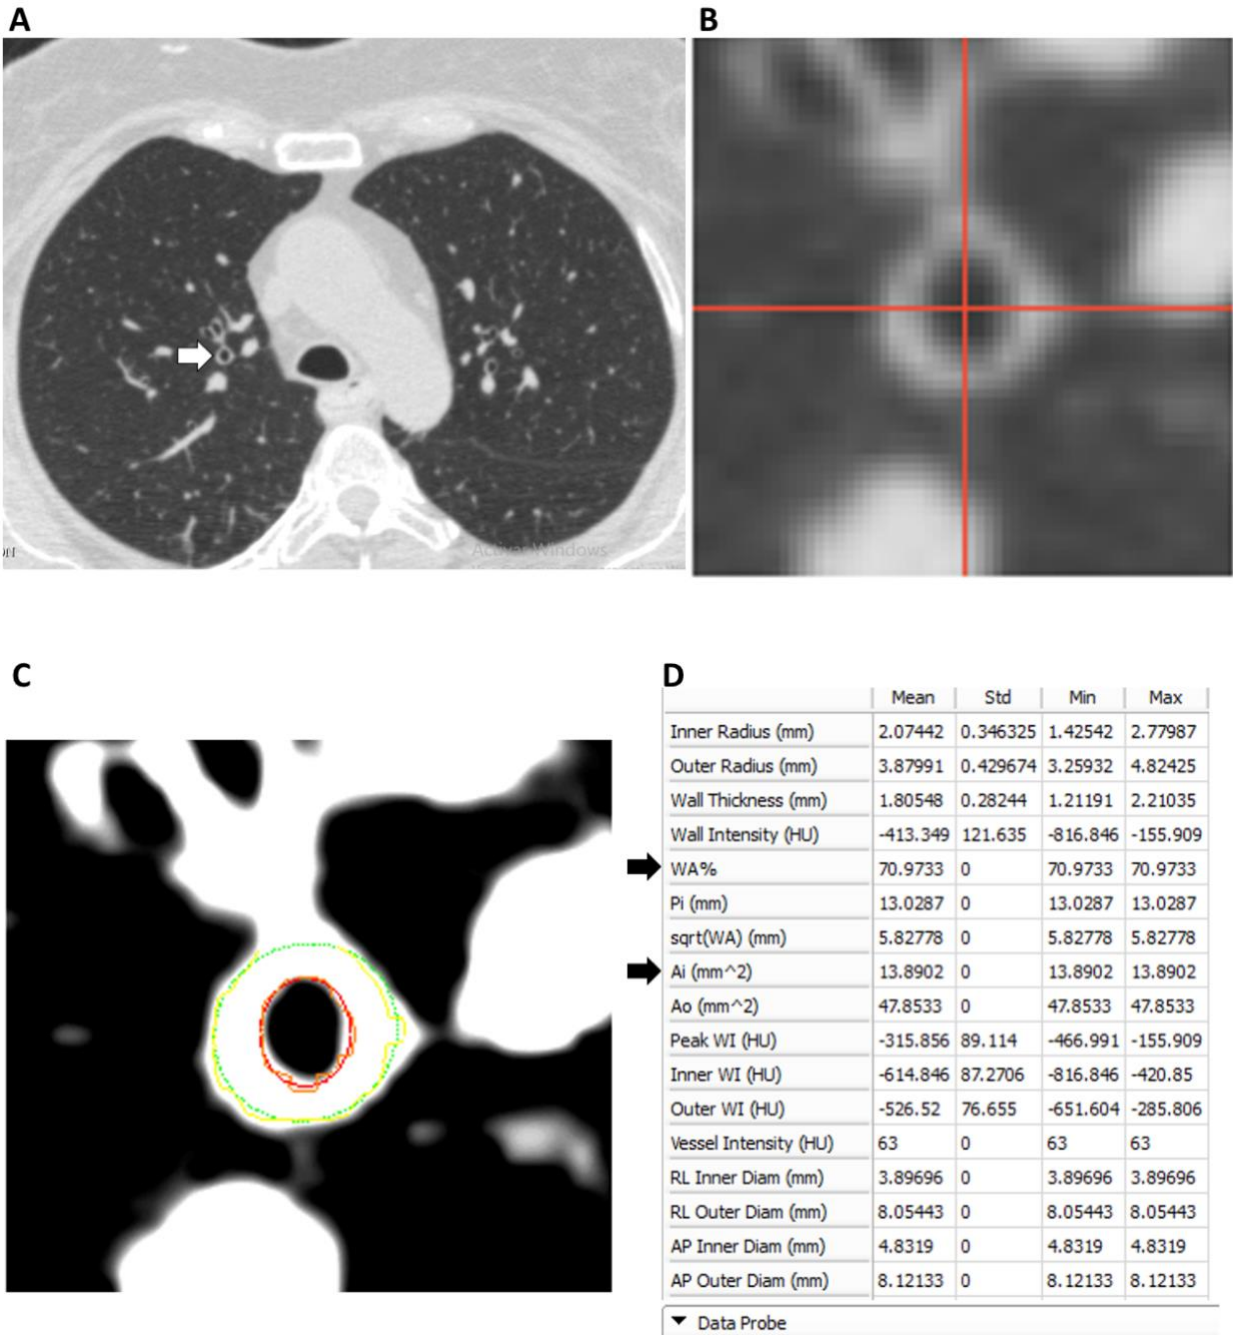 A
B
Activar Windows
C
D
Mean Std Min Max
Inner Radius (mm) 2.07442 0.346325 1.42542 2.77987
Outer Radius (mm) 3.87991 0.429674 3.25932 4.82425
Wall Thickness (mm) 1.80548 0.28244 1.21191 2.21035
Wall Intensity (HU) -413.349 121.635 -816.846 -155.909
WA% 70.9733 0 70.9733 70.9733
Pi (mm) 13.0287 0 13.0287 13.0287
sqrt(WA) (mm) 5.82778 0 5.82778 5.82778
Ai (mm^2) 13.8902 0 13.8902 13.8902
Ao (mm^2) 47.8533 0 47.8533 47.8533
Peak WI (HU) -315.856 89.114 -466.991 -155.909
Inner WI (HU) -614.846 87.2706 -816.846 -420.85
Outer WI (HU) -526.52 76.655 -651.604 -285.806
Vessel Intensity (HU) 63 0 63 63
RL Inner Diam (mm) 3.89696 0 3.89696 3.89696
RL Outer Diam (mm) 8.05443 0 8.05443 8.05443
AP Inner Diam (mm) 4.8319 0 4.8319 4.8319
AP Outer Diam (mm) 8.12133 0 8.12133 8.12133
Data Probe